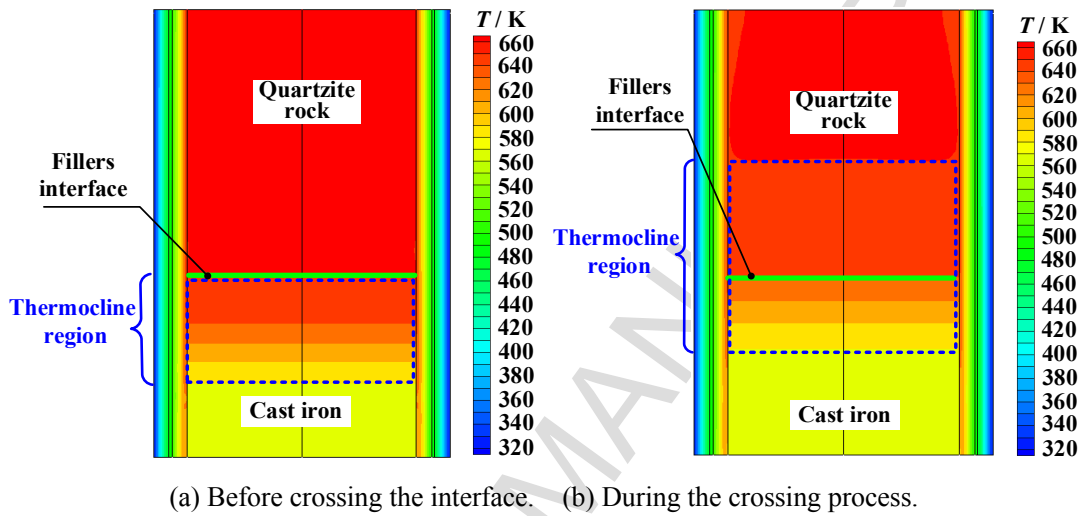 T / K
660
640
620
600
580
560
540
520
500
480
460
440
420
400
380
360
340
320
Quartzite
rock
Fillers
interface
Thermocline
region
Cast iron
(a) Before crossing the interface.
T / K
660
640
620
600
580
560
540
520
500
480
460
440
420
400
380
360
340
320
Quartzite
rock
Fillers
interface
Thermocline
region
Cast iron
(b) During the crossing process.
MAN